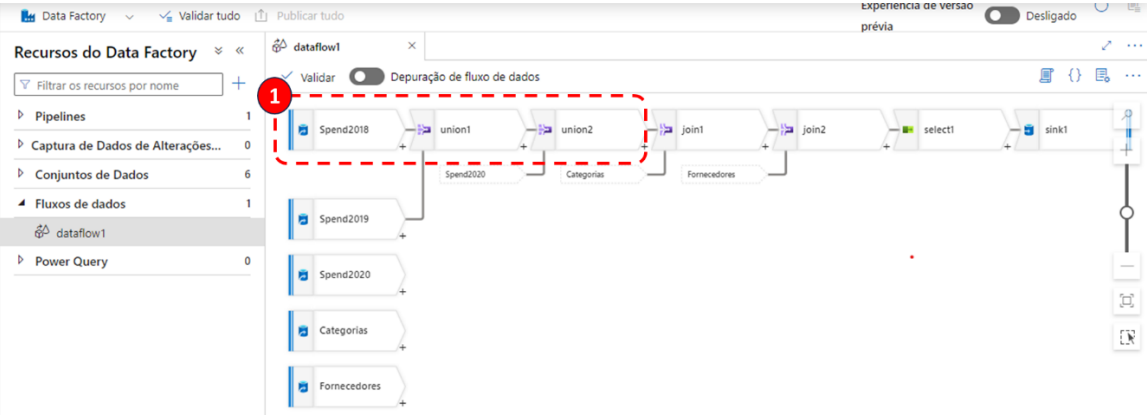 Data Factory
Validar tudo
Publicar tudo
Experiência de versão
prévia
Desligado
Recursos do Data Factory
dataflow1
Filtrar os recursos por nome
Validar
Depuração de fluxo de dados
1
Pipelines 1
Captura de Dados de Alterações... 0
Conjuntos de Dados 6
Fluxos de dados 1
dataflow1
Power Query 0
Spend2018
union1
union2
join1
join2
select1
sink1
Spend2020
Categorias
Fornecedores
Spend2019
Spend2020
Categorias
Fornecedores